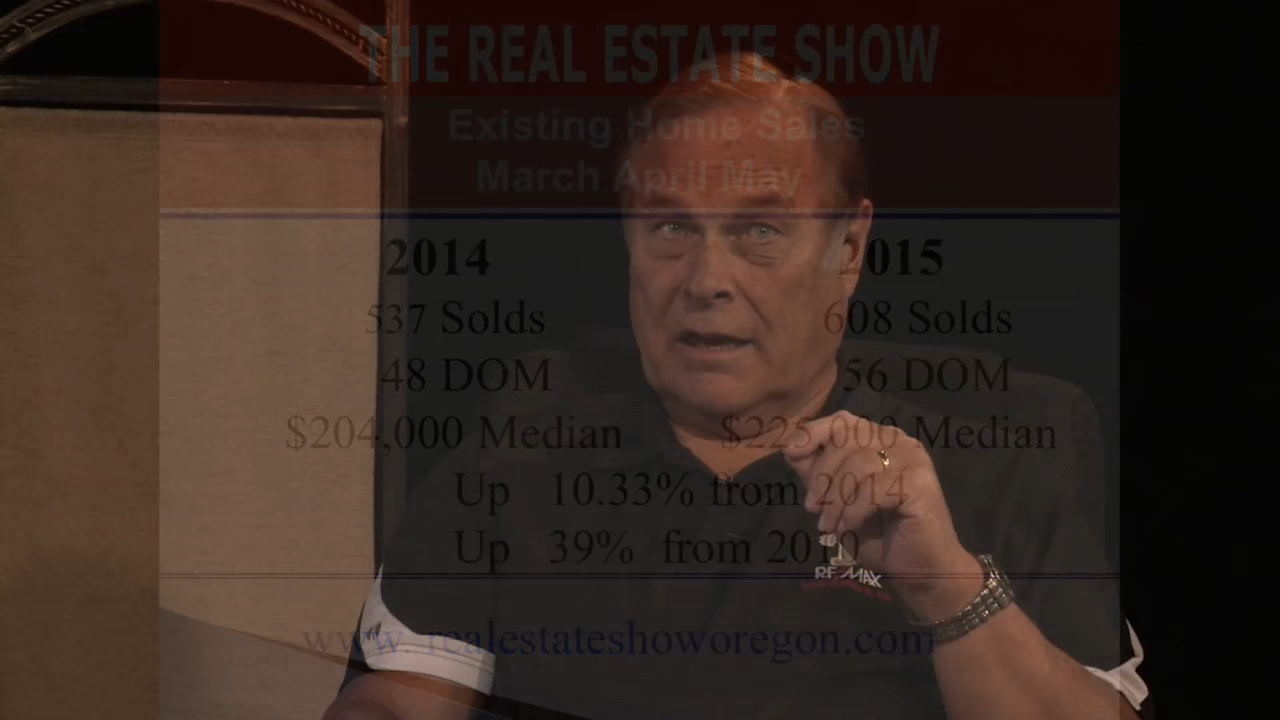 THE REAL ESTATE SHOW
Existing Home Sales
March April May
2014 2015
537 Solds 608 Solds
48 DOM 56 DOM
$204,000 Median $225,000 Median
Up 10.33% from 2014
Up 39% from 2010
RE/MAX
www.realestateshoworegon.com